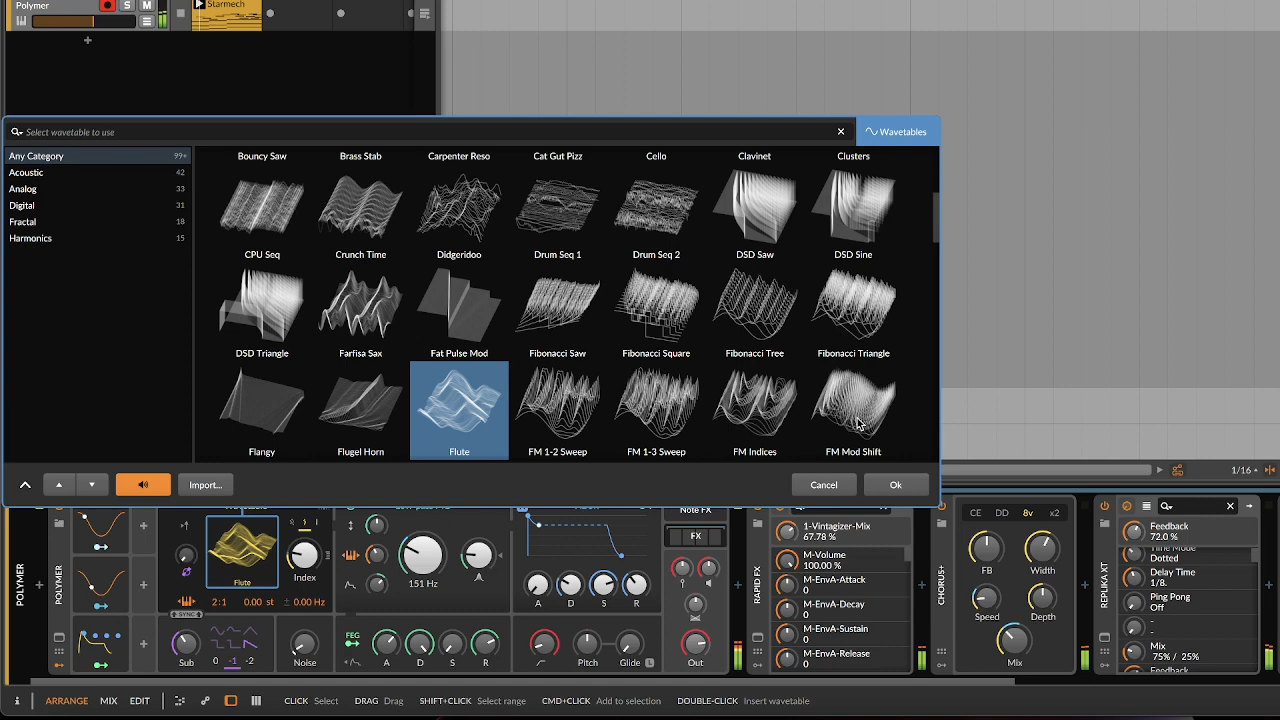 Polymer
S
M
Starmech
Select wavetable to use
Wavetables
Any Category 99+
Acoustic 42
Analog 33
Digital 31
Fractal 18
Harmonics 15
Bouncy Saw Brass Stab Carpenter Reso Cat Gut Pizz Cello Clavinet Clusters
CPU Seq Crunch Time Didgeridoo Drum Seq 1 Drum Seq 2 DSD Saw DSD Sine
DSD Triangle Farfisa Sax Fat Pulse Mod Fibonacci Saw Fibonacci Square Fibonacci Tree Fibonacci Triangle
Flangy Flugel Horn Flute FM 1-2 Sweep FM 1-3 Sweep FM Indices FM Mod Shift
Import...
Cancel
Ok
1/16
POLYMER
POLYMER
Flute
Index
2:1 0.00 st ± 0.00 Hz
SYNC
Sub
0 -1 -2
Noise
151 Hz
A
FEG
A D S R
A D S R
Pitch Glide L
Note FX
FX
Out
RAPID FX
1-Vintagizer-Mix
67.78 %
M-Volume
100.00 %
M-EnvA-Attack
0
M-EnvA-Decay
0
M-EnvA-Sustain
0
M-EnvA-Release
0
CHORUS+
CE DD 8v x2
FB Width
Speed Depth
Mix
REPLIKA XT
Feedback
72.0 %
Time Mode
Dotted
Delay Time
1/8.
Ping Pong
Off
-
-
Mix
75% / 25%
Feedback
i ARRANGE MIX EDIT CLICK Select DRAG Drag SHIFT+CLICK Select range CMD+CLICK Add to selection DOUBLE-CLICK Insert wavetable